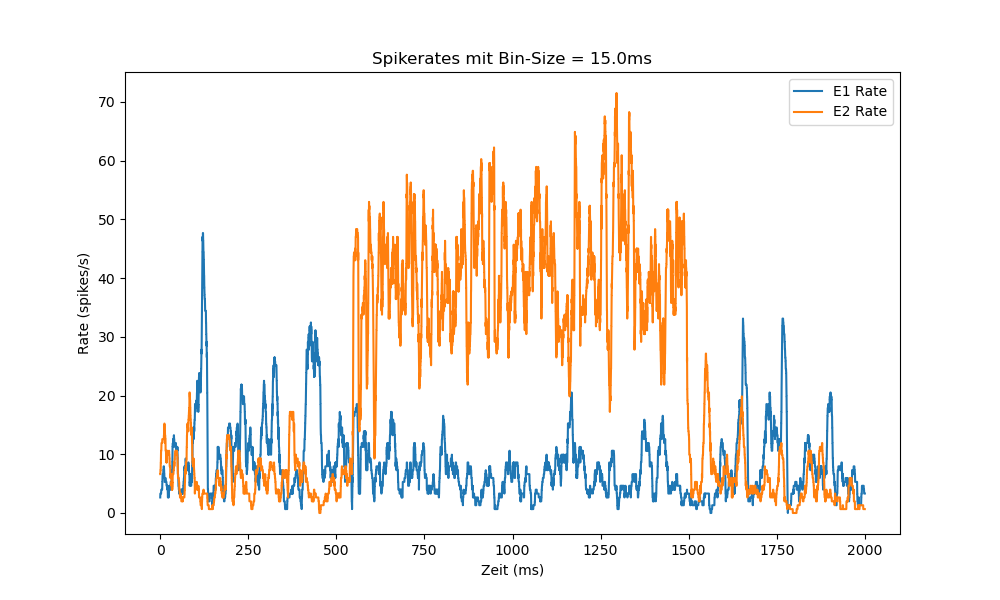 Spikerates mit Bin-Size = 15.0ms
E1 Rate
E2 Rate
Rate (spikes/s)
70
60
50
40
30
20
10
0
0 250 500 750 1000 1250 1500 1750 2000
Zeit (ms)